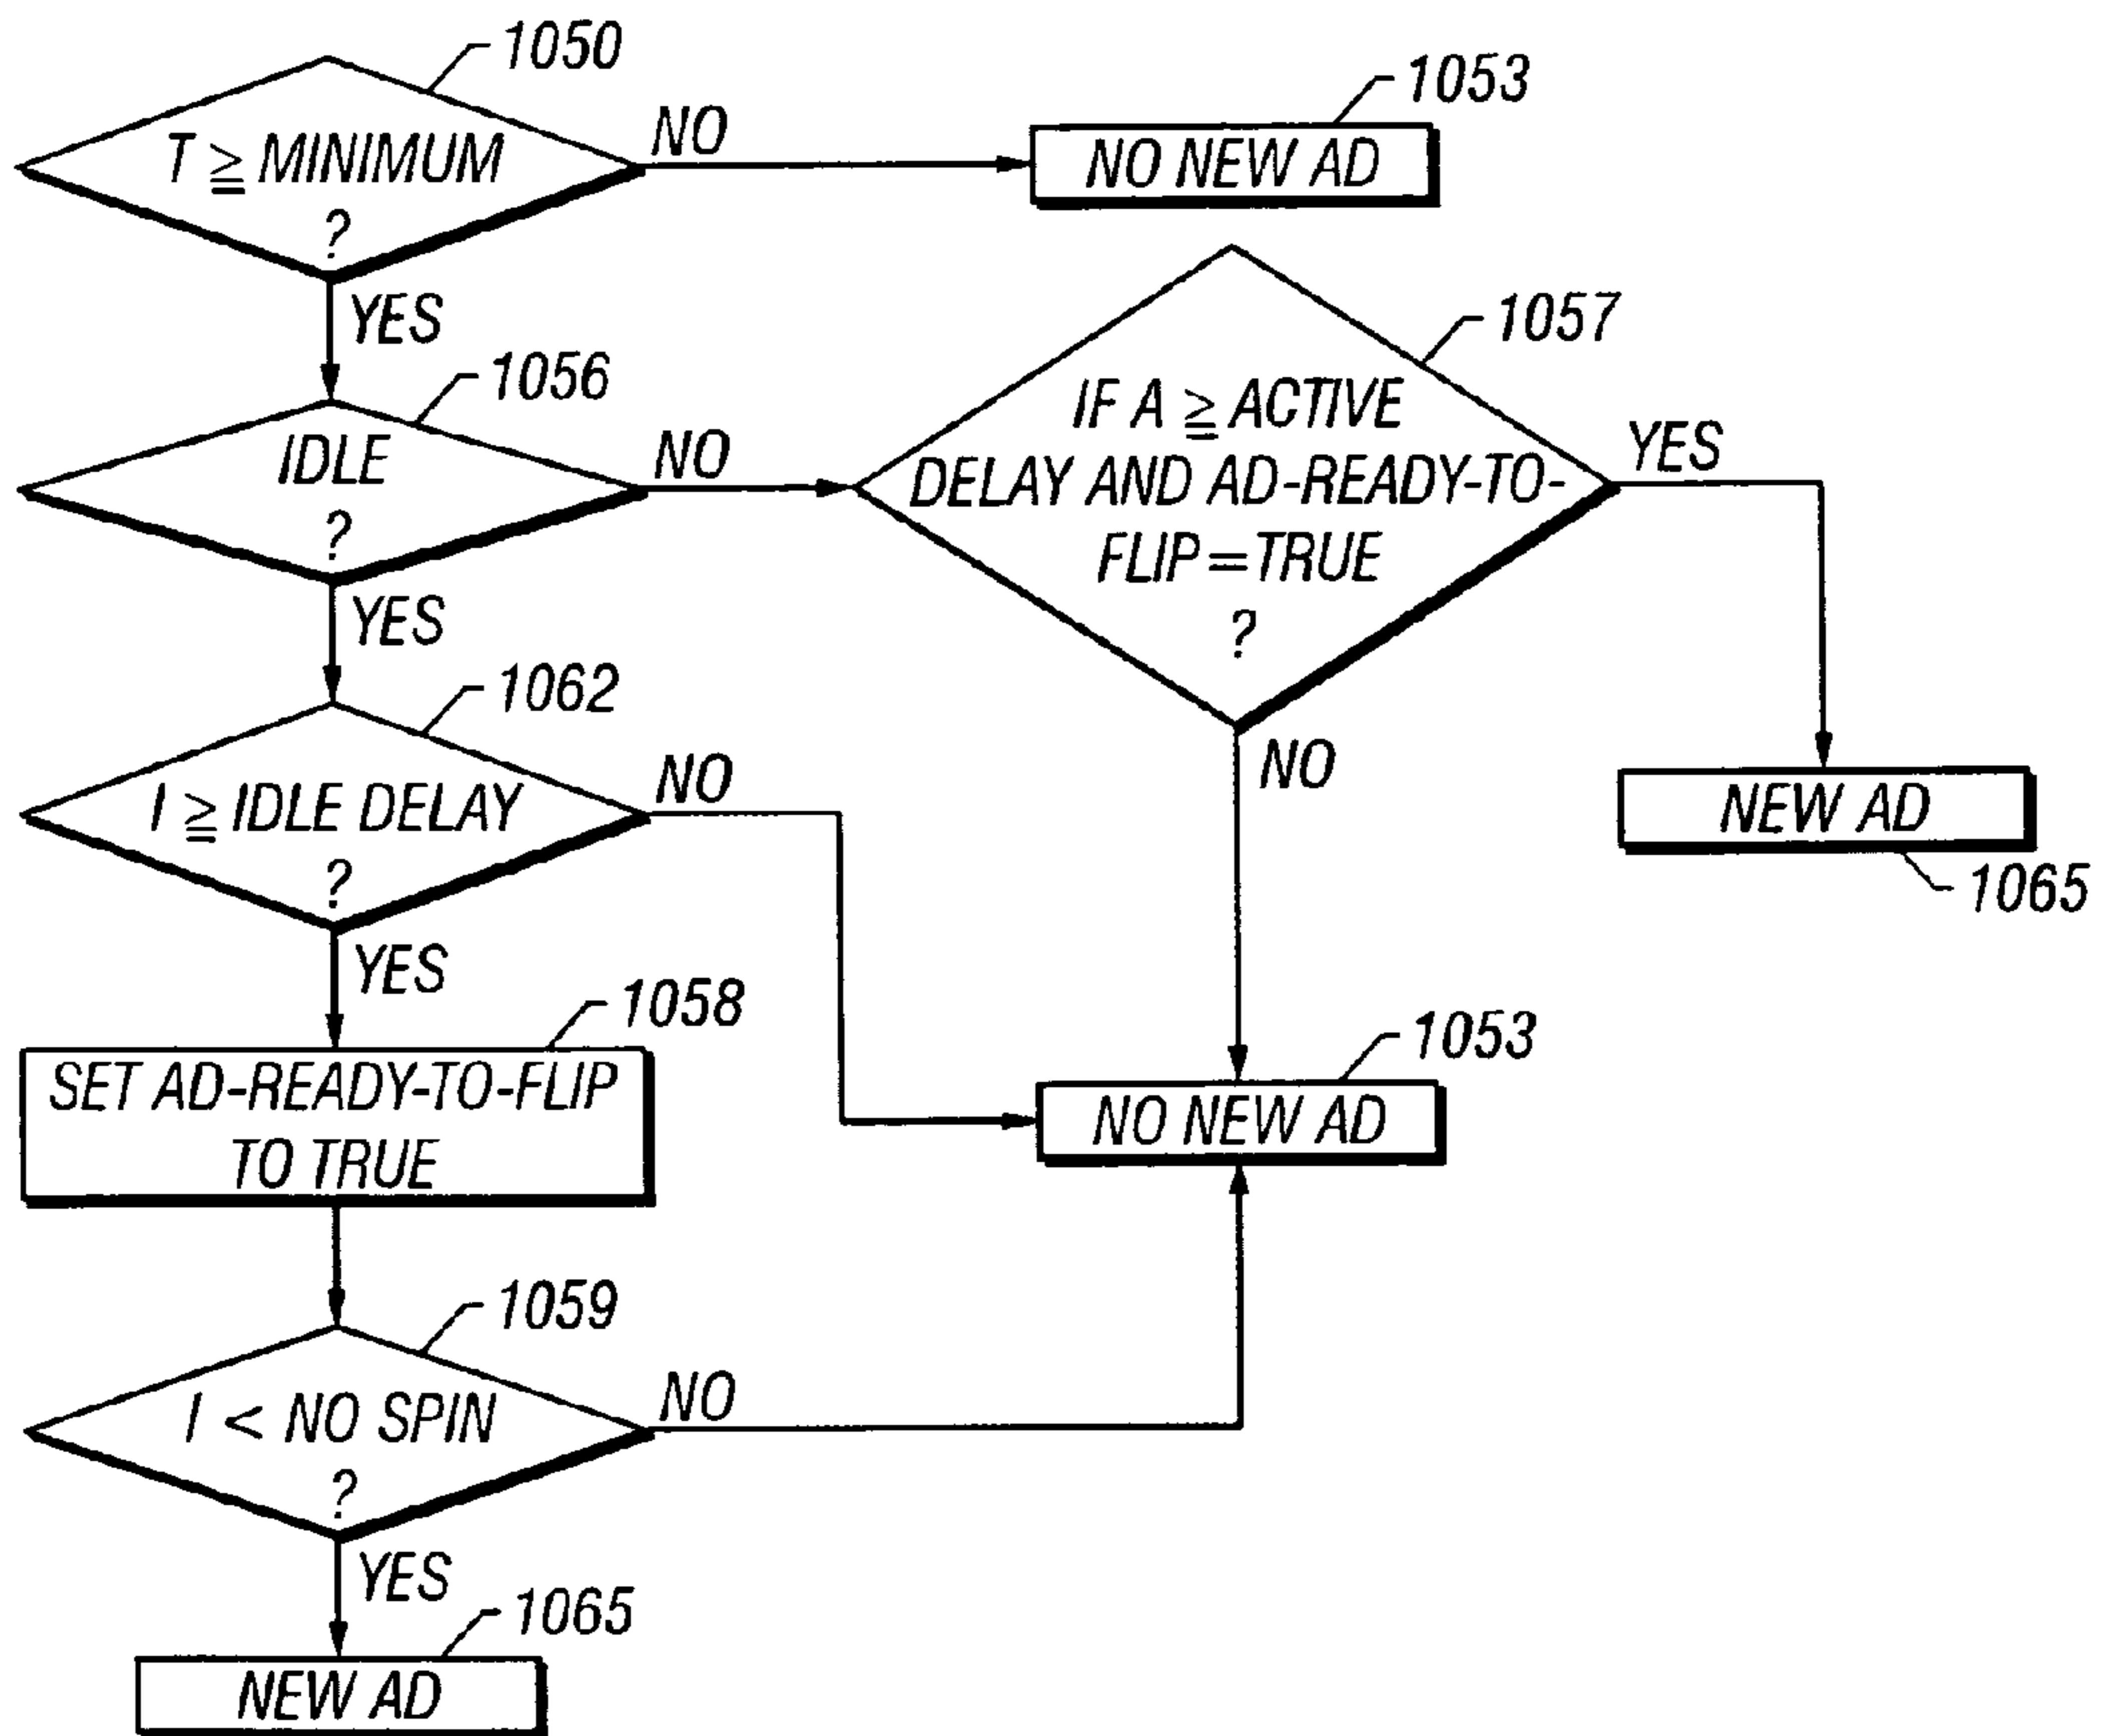 1050
T ≧ MINIMUM
?
NO
1053
NO NEW AD
YES
1056
IDLE
?
NO
1057
IF A ≧ ACTIVE
DELAY AND AD-READY-TO-
FLIP=TRUE
?
YES
NEW AD
1065
NO
YES
1062
I ≧ IDLE DELAY
?
NO
YES
1058
SET AD-READY-TO-FLIP
TO TRUE
1053
NO NEW AD
1059
I < NO SPIN
?
NO
YES
1065
NEW AD